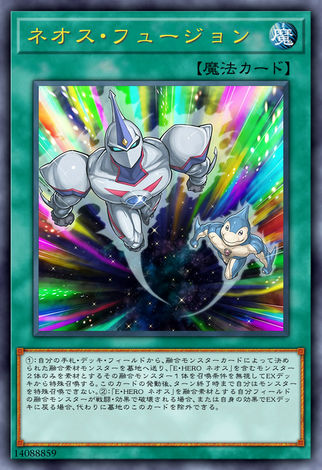 ネオス・フュージョン
魔
【魔法カード】
①:自分の手札・デッキ・フィールドから、融合モンスターカードによって決め
られた融合素材モンスターを墓地へ送り、「E・HERO ネオス」を含むモンスター
2体のみを素材とするその融合モンスター1体を召喚条件を無視してEXデッ
キから特殊召喚する。このカードの発動後、ターン終了時まで自分はモンスター
を特殊召喚できない。②:「E・HERO ネオス」を融合素材とする自分フィールド
の融合モンスターが戦闘・効果で破壊される場合、または自身の効果でEXデッ
キに戻る場合、代わりに墓地のこのカードを除外できる。
14088859